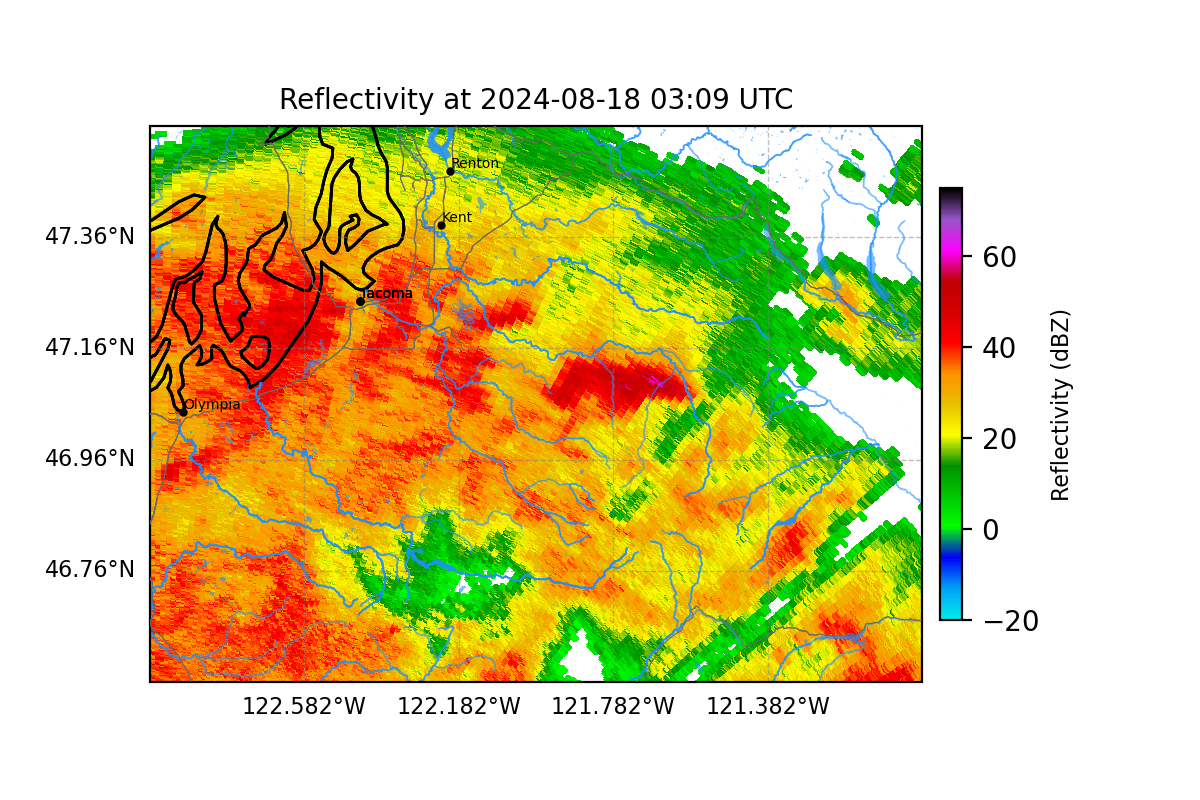 Reflectivity at 2024-08-18 03:09 UTC
Renton
Kent
47.36°N
60
Tacoma
47.16°N
40
Reflectivity (dBZ)
Olympia
20
46.96°N
0
46.76°N
−20
122.582°W 122.182°W 121.782°W 121.382°W